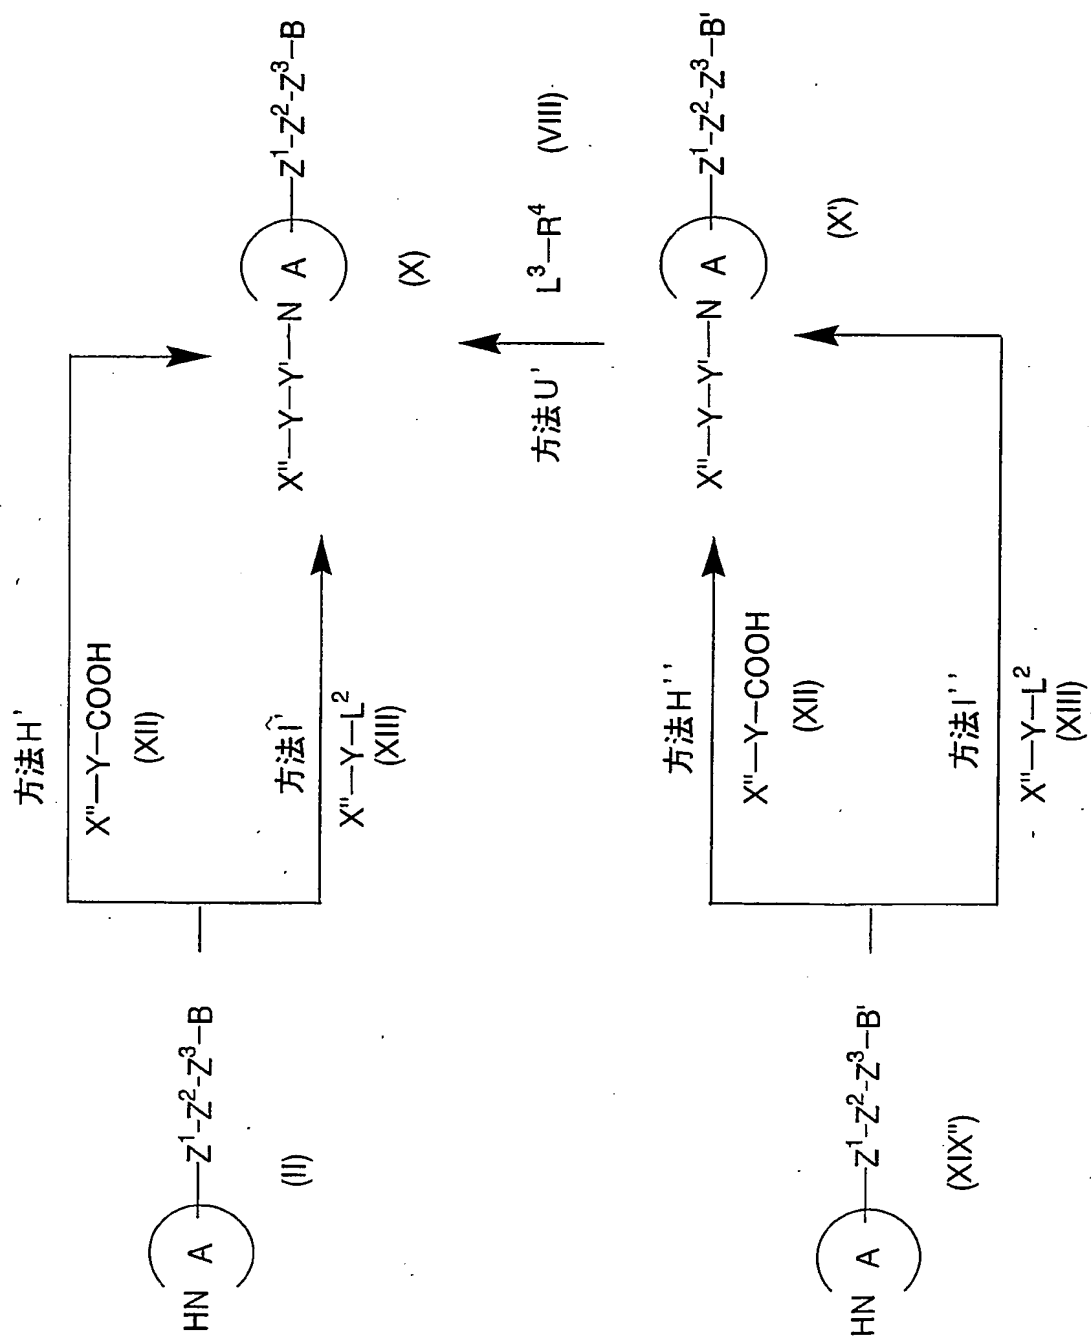 方法H'
X"—Y—COOH
(XII)
HN A —Z¹-Z²-Z³—B
(II)
X"—Y—Y'—N A —Z¹-Z²-Z³—B
(X)
方法I'
X"—Y—L²
(XIII)
方法U'
L³—R⁴ (VIII)
方法H''
X"—Y—COOH
(XII)
HN A —Z¹-Z²-Z³—B'
(XIX")
X"—Y—Y'—N A —Z¹-Z²-Z³—B'
(X')
方法I''
X"—Y—L²
(XIII)